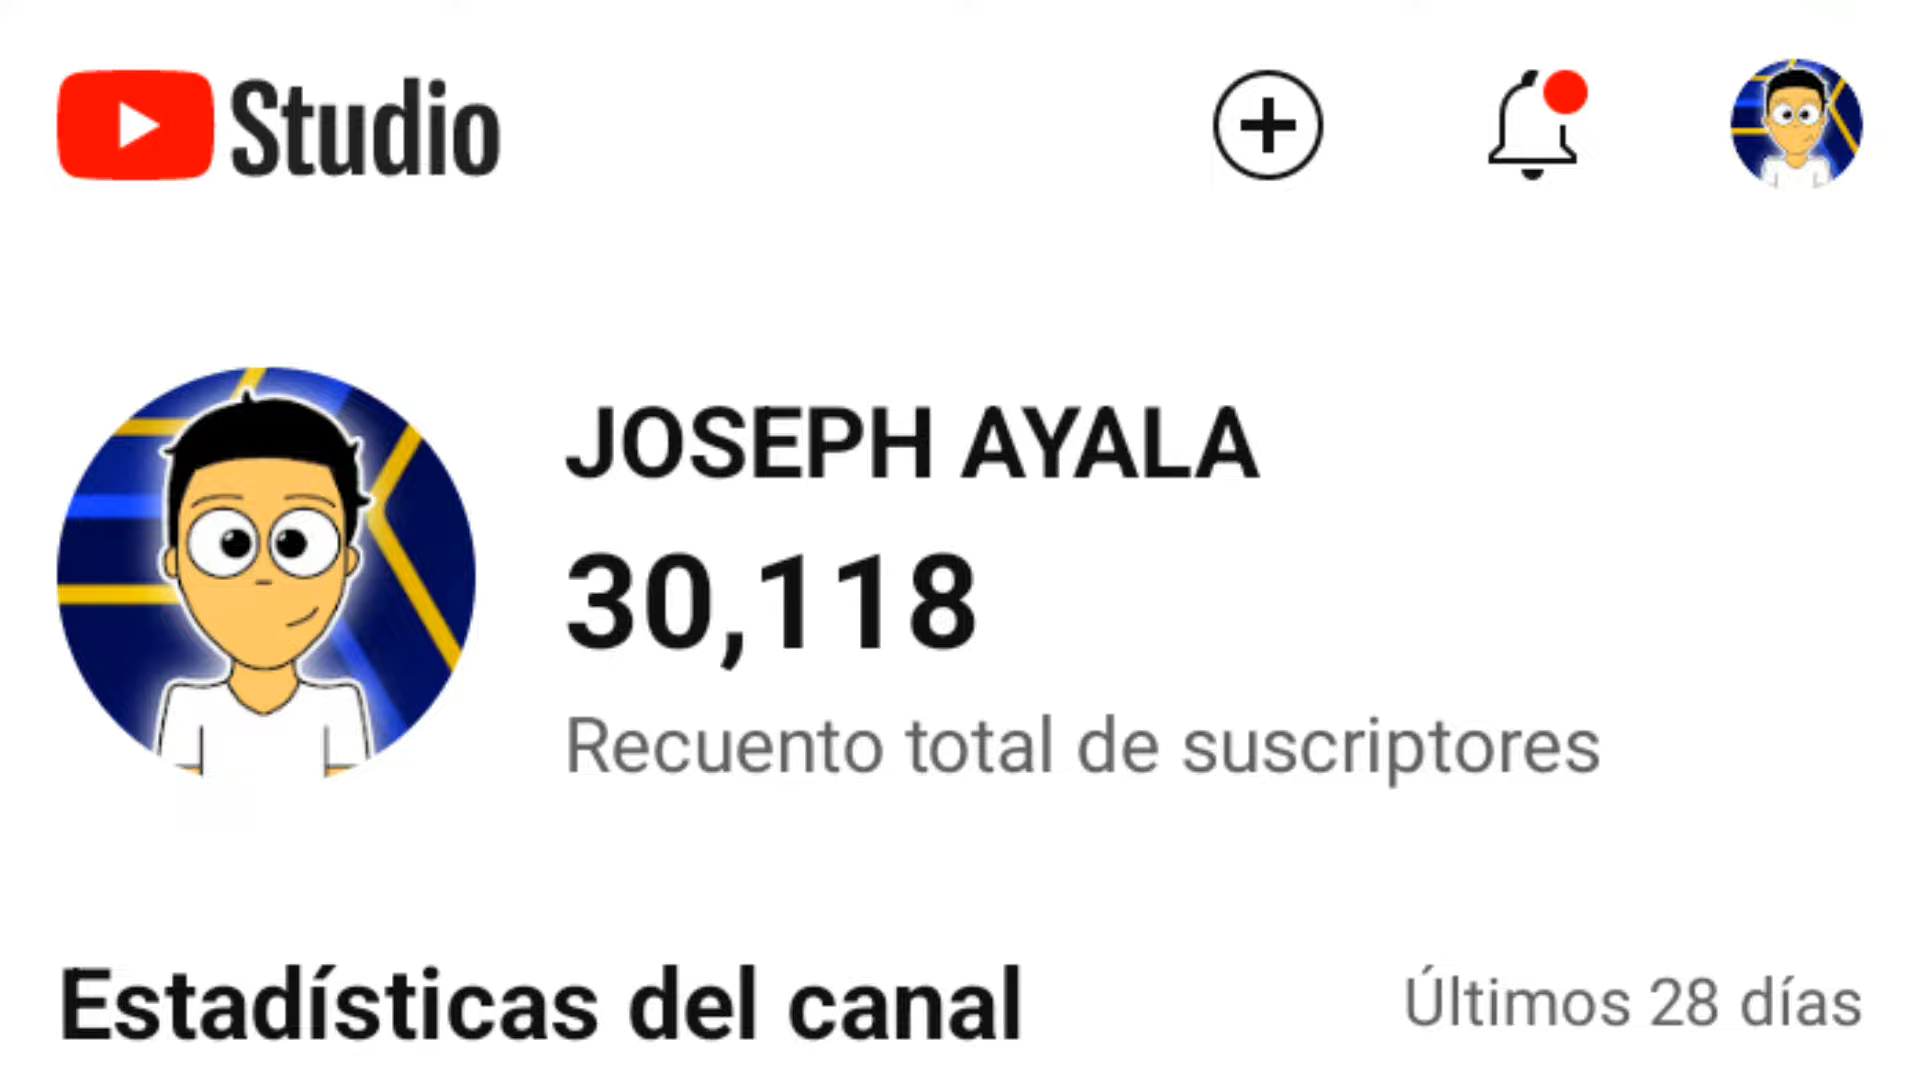 Studio
JOSEPH AYALA
30,118
Recuento total de suscriptores
Estadísticas del canal
Últimos 28 días